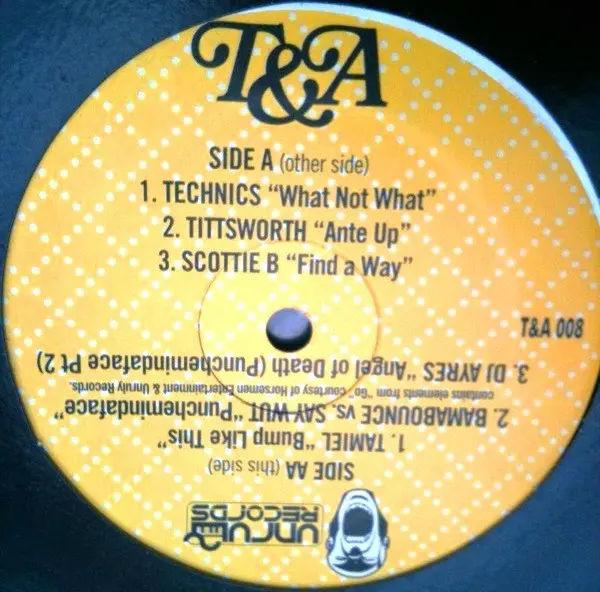 T&A
SIDE A (other side)
1. TECHNICS "What Not What"
2. TITTSWORTH "Ante Up"
3. SCOTTIE B "Find a Way"
T&A 008
UNRULY
RECORDS
SIDE AA (this side)
1. TAMIEL "Bump Like This"
2. BAMABOUNCE vs. SAY WUT "Punchemindaface"
contains elements from "Go" courtesy of Horsemen Entertainment & Unruly Records.
3. DJ AYRES "Angel of Death (Punchemindaface Pt 2)